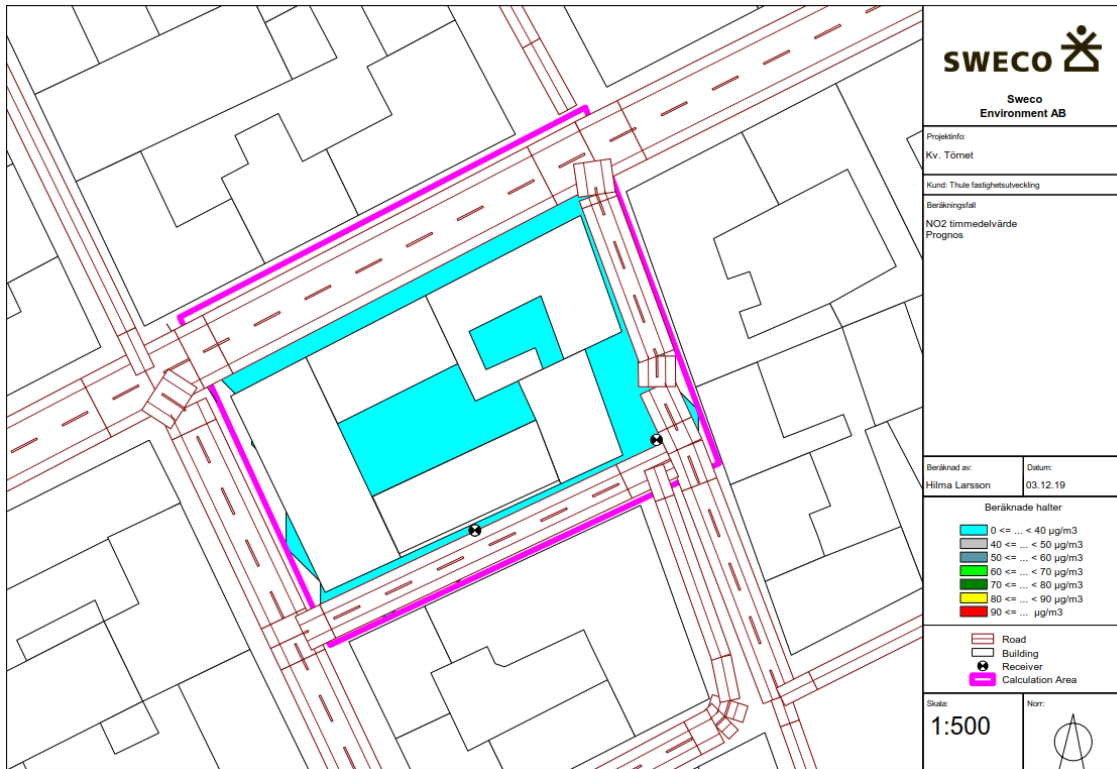 SWECO
Sweco
Environment AB
Projektinfo:
Kv. Törnet
Kund: Thule fastighetsutveckling
Beräkningsfall
NO2 timmedelvärde
Prognos
Beräknad av:
Hilma Larsson
Datum:
03.12.19
Beräknade halter
0 <= ... < 40 µg/m3
40 <= ... < 50 µg/m3
50 <= ... < 60 µg/m3
60 <= ... < 70 µg/m3
70 <= ... < 80 µg/m3
80 <= ... < 90 µg/m3
90 <= ... µg/m3
Road
Building
Receiver
Calculation Area
Skala:
1:500
Norr: